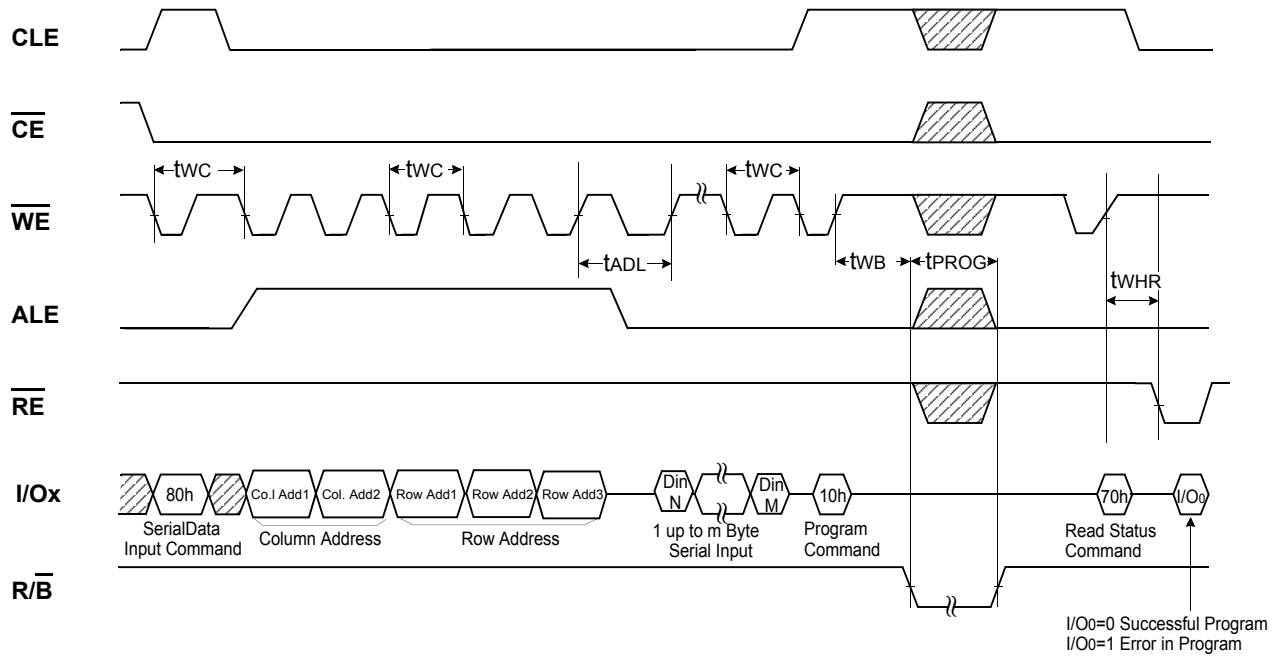 CLE
CE
tWC
tWC
tWC
WE
tADL
tWB
tPROG
tWHR
ALE
RE
I/Ox
80h
Co.l Add1
Col. Add2
Row Add1
Row Add2
Row Add3
Din
N
Din
M
10h
70h
I/O0
SerialData
Input Command
Column Address
Row Address
1 up to m Byte
Serial Input
Program
Command
Read Status
Command
R/B
I/O0=0 Successful Program
I/O0=1 Error in Program